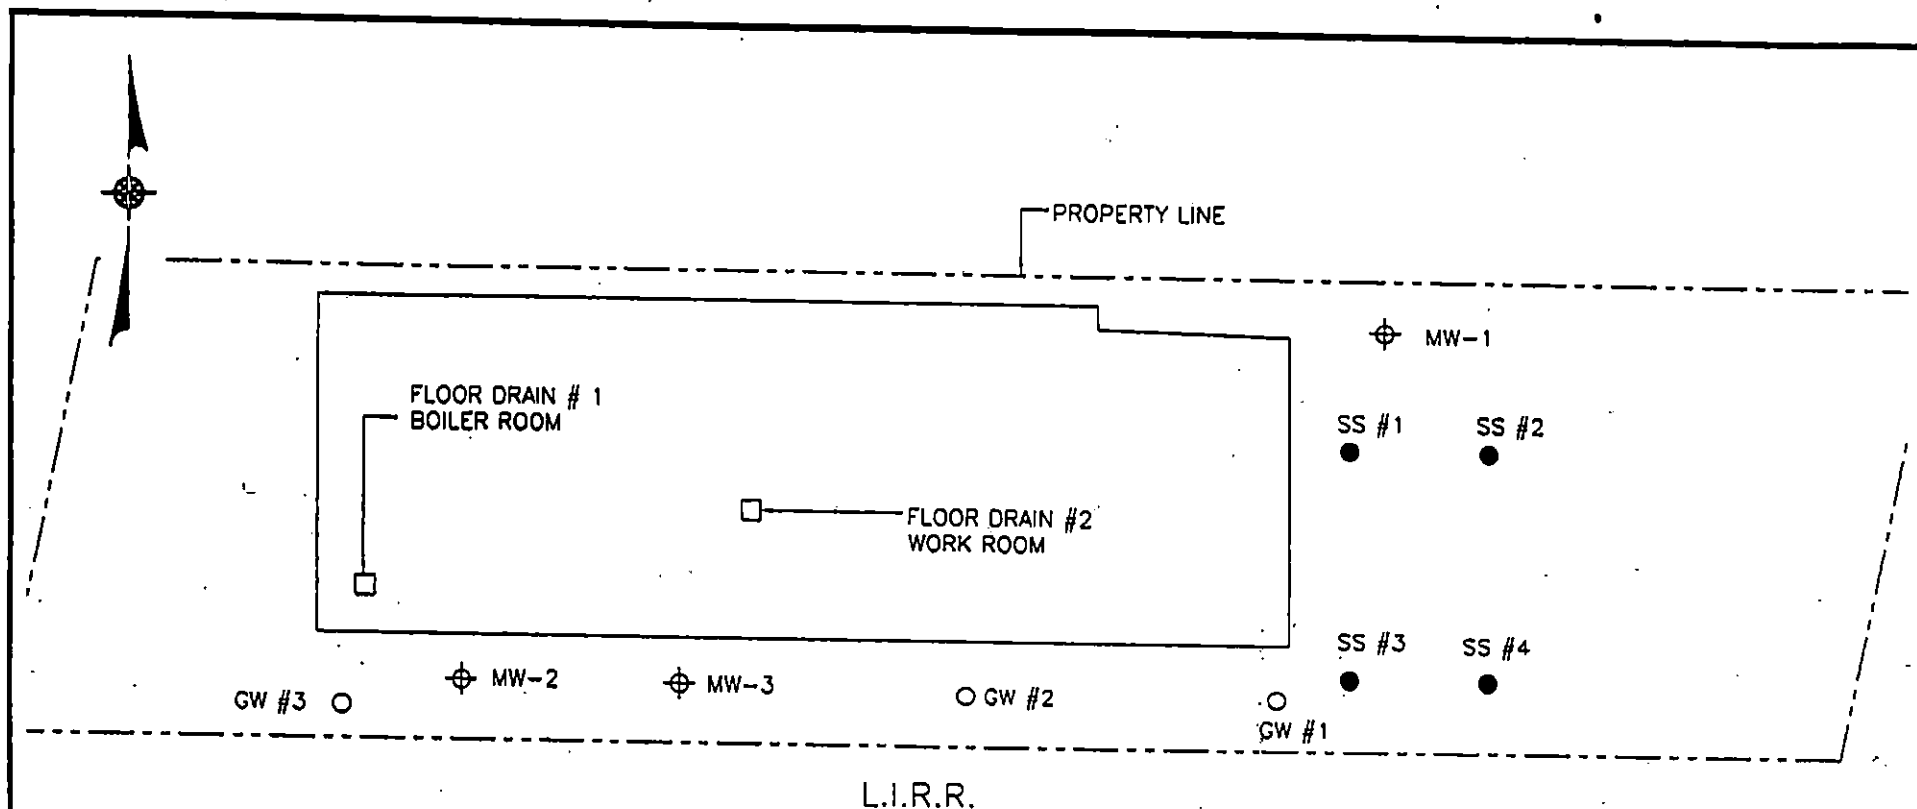 PROPERTY LINE
MW-1
FLOOR DRAIN # 1
BOILER ROOM
SS #1
SS #2
FLOOR DRAIN #2
WORK ROOM
SS #3
SS #4
MW-2
MW-3
GW #3
GW #2
GW #1
L.I.R.R.